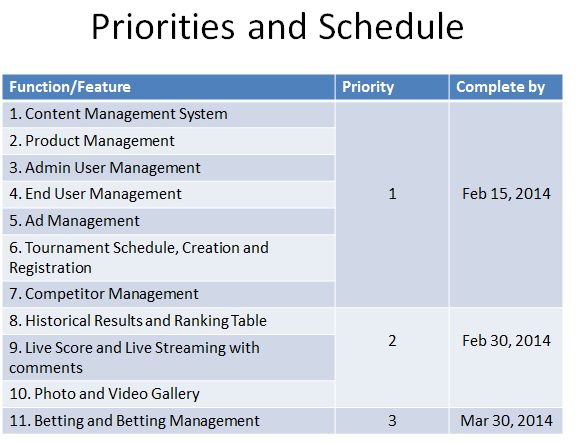 Priorities and Schedule
Function/Feature Priority Complete by
1. Content Management System
2. Product Management
3. Admin User Management
4. End User Management 1 Feb 15, 2014
5. Ad Management
6. Tournament Schedule, Creation and
Registration
7. Competitor Management
8. Historical Results and Ranking Table
9. Live Score and Live Streaming with
comments
2 Feb 30, 2014
10. Photo and Video Gallery
11. Betting and Betting Management 3 Mar 30, 2014